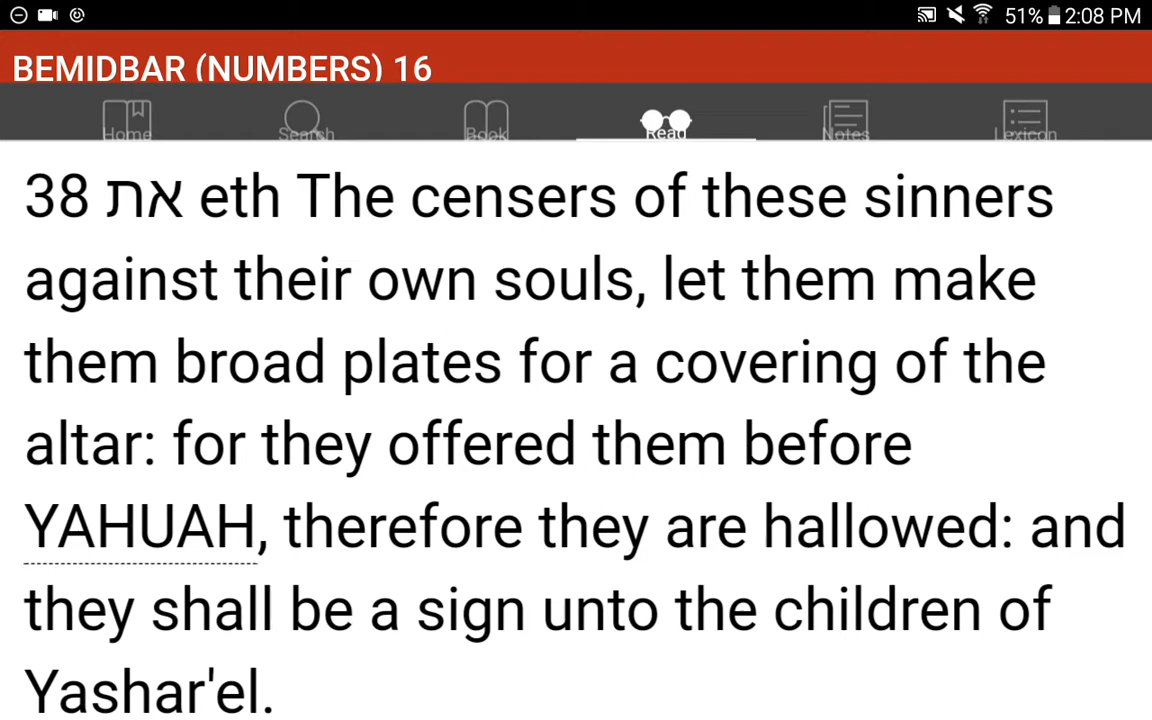 51% 2:08 PM
BEMIDBAR (NUMBERS) 16
Home Search Book Read Notes Lexicon
38 את eth The censers of these sinners
against their own souls, let them make
them broad plates for a covering of the
altar: for they offered them before
YAHUAH, therefore they are hallowed: and
they shall be a sign unto the children of
Yashar'el.